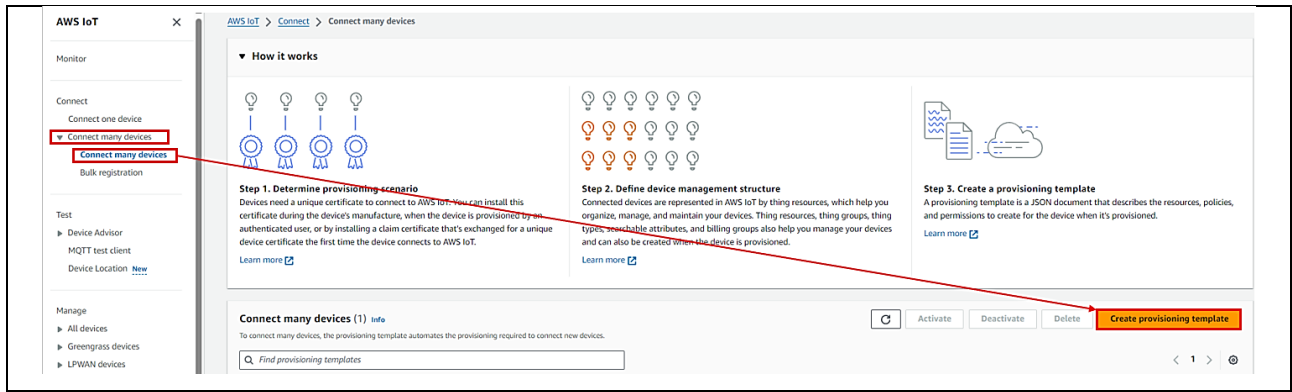 AWS IoT
Monitor
Connect
Connect one device
Connect many devices
Connect many devices
Bulk registration
Test
Device Advisor
MQTT test client
Device Location New
Manage
All devices
Greengrass devices
LPWAN devices
AWS IoT > Connect > Connect many devices
How it works
Step 1. Determine provisioning scenario
Devices need a unique certificate to connect to AWS IoT. You can install this
certificate during the device's manufacture, when the device is provisioned by an
authenticated user, or by installing a claim certificate that's exchanged for a unique
device certificate the first time the device connects to AWS IoT.
Learn more
Step 2. Define device management structure
Connected devices are represented in AWS IoT by thing resources, which help you
organize, manage, and maintain your devices. Thing resources, thing groups, thing
types, searchable attributes, and billing groups also help you manage your devices
and can also be created when the device is provisioned.
Learn more
Step 3. Create a provisioning template
A provisioning template is a JSON document that describes the resources, policies,
and permissions to create for the device when it's provisioned.
Learn more
Connect many devices (1) Info
To connect many devices, the provisioning template automates the provisioning required to connect new devices.
Activate
Deactivate
Delete
Create provisioning template
Find provisioning templates
< 1 >